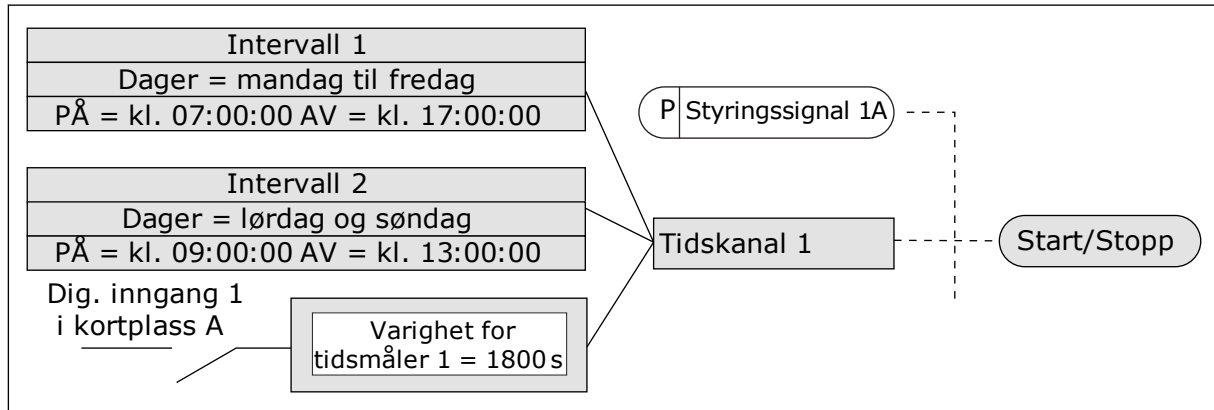 Intervall 1
Dager = mandag til fredag
PÅ = kl. 07:00:00 AV = kl. 17:00:00
P Styringssignal 1A
Intervall 2
Dager = lørdag og søndag
PÅ = kl. 09:00:00 AV = kl. 13:00:00
Tidskanal 1
Start/Stopp
Dig. inngang 1
i kortplass A
Varighet for
tidsmåler 1 = 1800 s